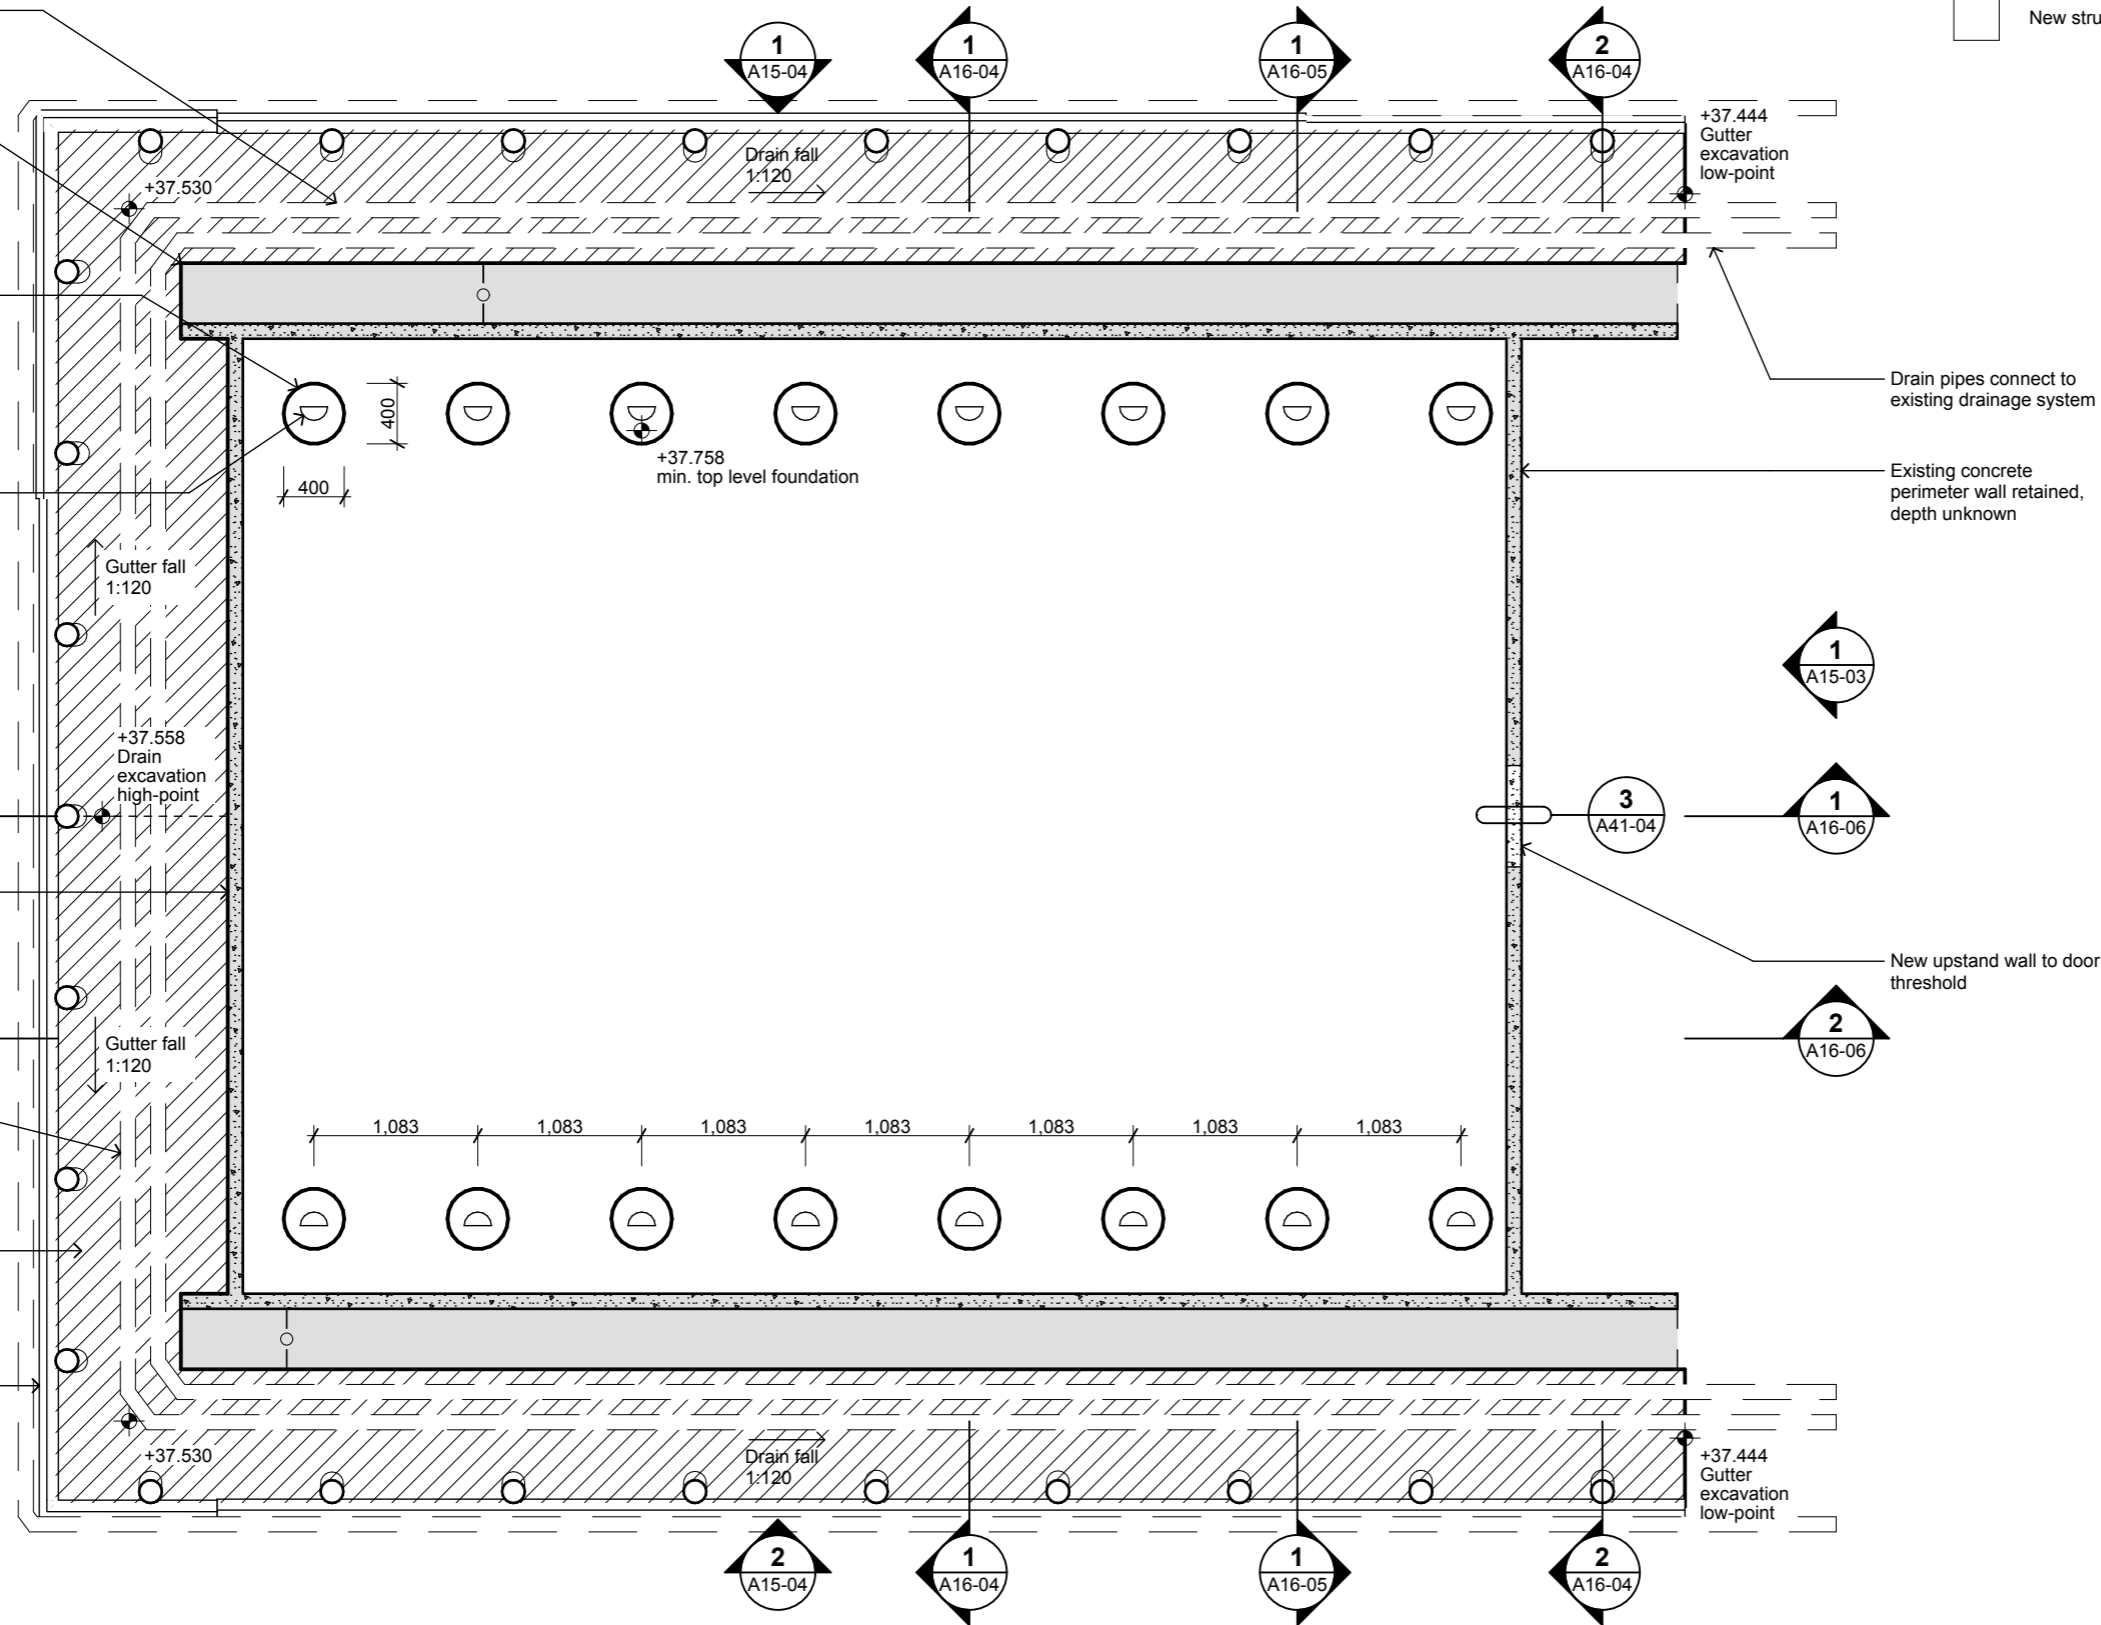 New stru
1
A15-04
1
A16-04
1
A16-05
2
A16-04
+37.444
Gutter
excavation
low-point
Drain fall
1:120
+37.530
Drain pipes connect to
existing drainage system
400
400
+37.758
min. top level foundation
Existing concrete
perimeter wall retained,
depth unknown
Gutter fall
1:120
1
A15-03
+37.558
Drain
excavation
high-point
3
A41-04
1
A16-06
New upstand wall to door
threshold
2
A16-06
Gutter fall
1:120
1,083
1,083
1,083
1,083
1,083
1,083
1,083
+37.530
Drain fall
1:120
+37.444
Gutter
excavation
low-point
2
A15-04
1
A16-04
1
A16-05
2
A16-04